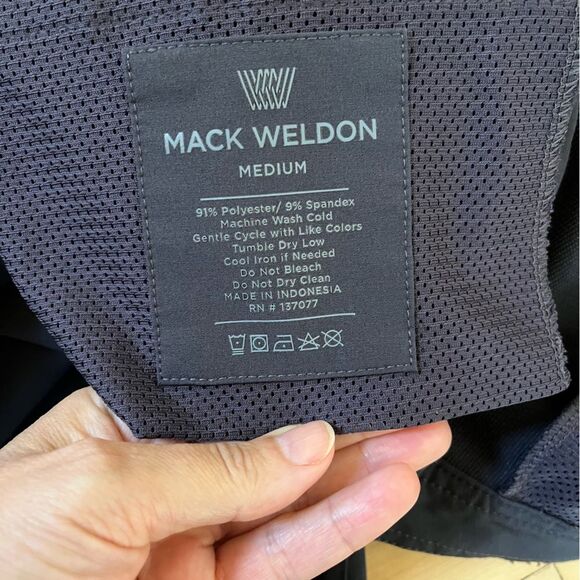 MACK WELDON
MEDIUM
91% Polyester/ 9% Spandex
Machine Wash Cold
Gentle Cycle with Like Colors
Tumble Dry Low
Cool Iron if Needed
Do Not Bleach
Do Not Dry Clean
MADE IN INDONESIA
RN # 137077